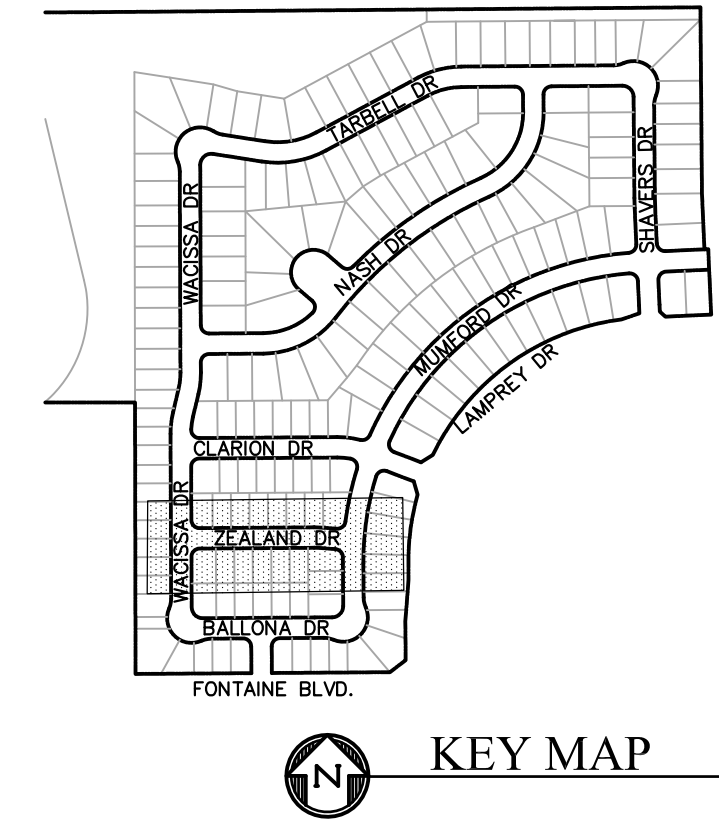 TARBELL DR
SHAVERS DR
WACISSA DR
NASH DR
MUMFORD DR
LAMPREY DR
CLARION DR
WACISSA DR
ZEALAND DR
BALLONA DR
FONTAINE BLVD.
N
KEY MAP